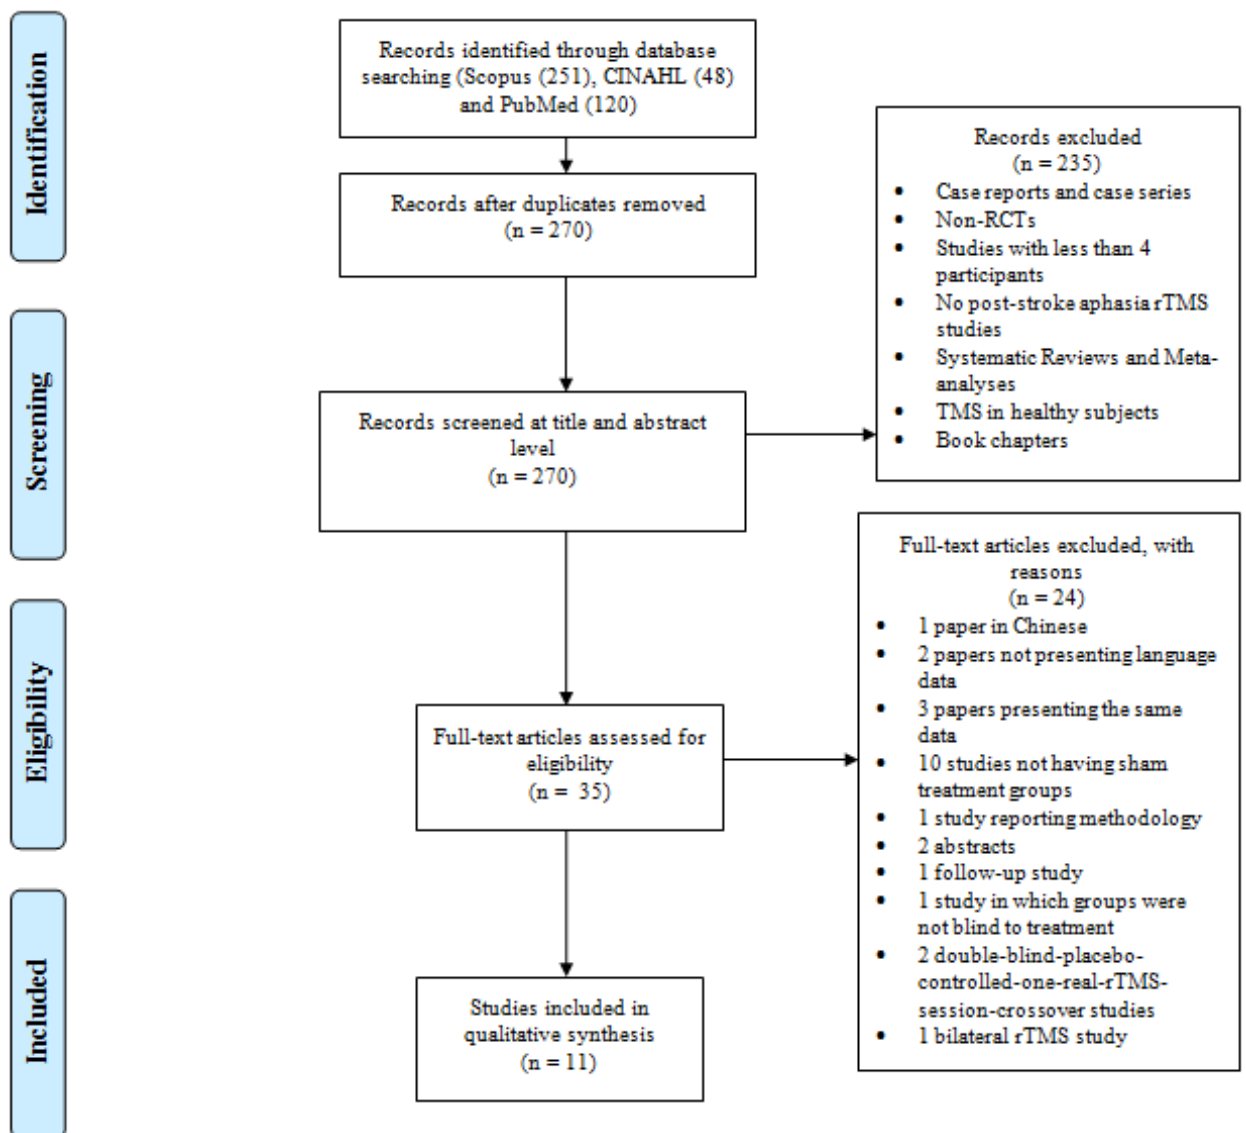 Identification
Records identified through database
searching (Scopus (251), CINAHL (48)
and PubMed (120)
Records after duplicates removed
(n = 270)
Records excluded
(n = 235)
• Case reports and case series
• Non-RCTs
• Studies with less than 4
participants
• No post-stroke aphasia rTMS
studies
• Systematic Reviews and Meta-
analyses
• TMS in healthy subjects
• Book chapters
Screening
Records screened at title and abstract
level
(n = 270)
Full-text articles excluded, with
reasons
(n = 24)
• 1 paper in Chinese
• 2 papers not presenting language
data
• 3 papers presenting the same
data
• 10 studies not having sham
treatment groups
• 1 study reporting methodology
• 2 abstracts
• 1 follow-up study
• 1 study in which groups were
not blind to treatment
• 2 double-blind-placebo-
controlled-one-real-rTMS-
session-crossover studies
• 1 bilateral rTMS study
Eligibility
Full-text articles assessed for
eligibility
(n = 35)
Included
Studies included in
qualitative synthesis
(n = 11)